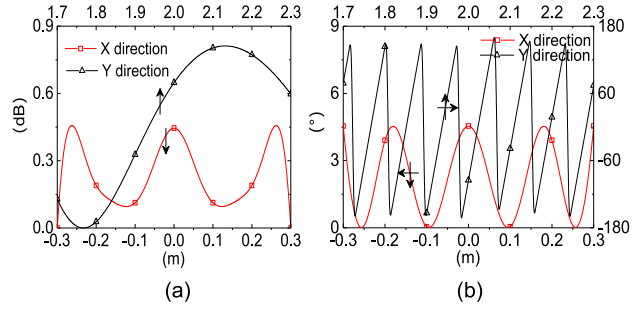 1.7 1.8 1.9 2.0 2.1 2.2 2.3
0.9
0.6
0.3
0.0
(dB)
X direction
Y direction
-0.3 -0.2 -0.1 0.0 0.1 0.2 0.3
(m)
(a)
1.7 1.8 1.9 2.0 2.1 2.2 2.3
9
6
3
0
(°)
X direction
Y direction
180
60
-60
-180
-0.3 -0.2 -0.1 0.0 0.1 0.2 0.3
(m)
(b)